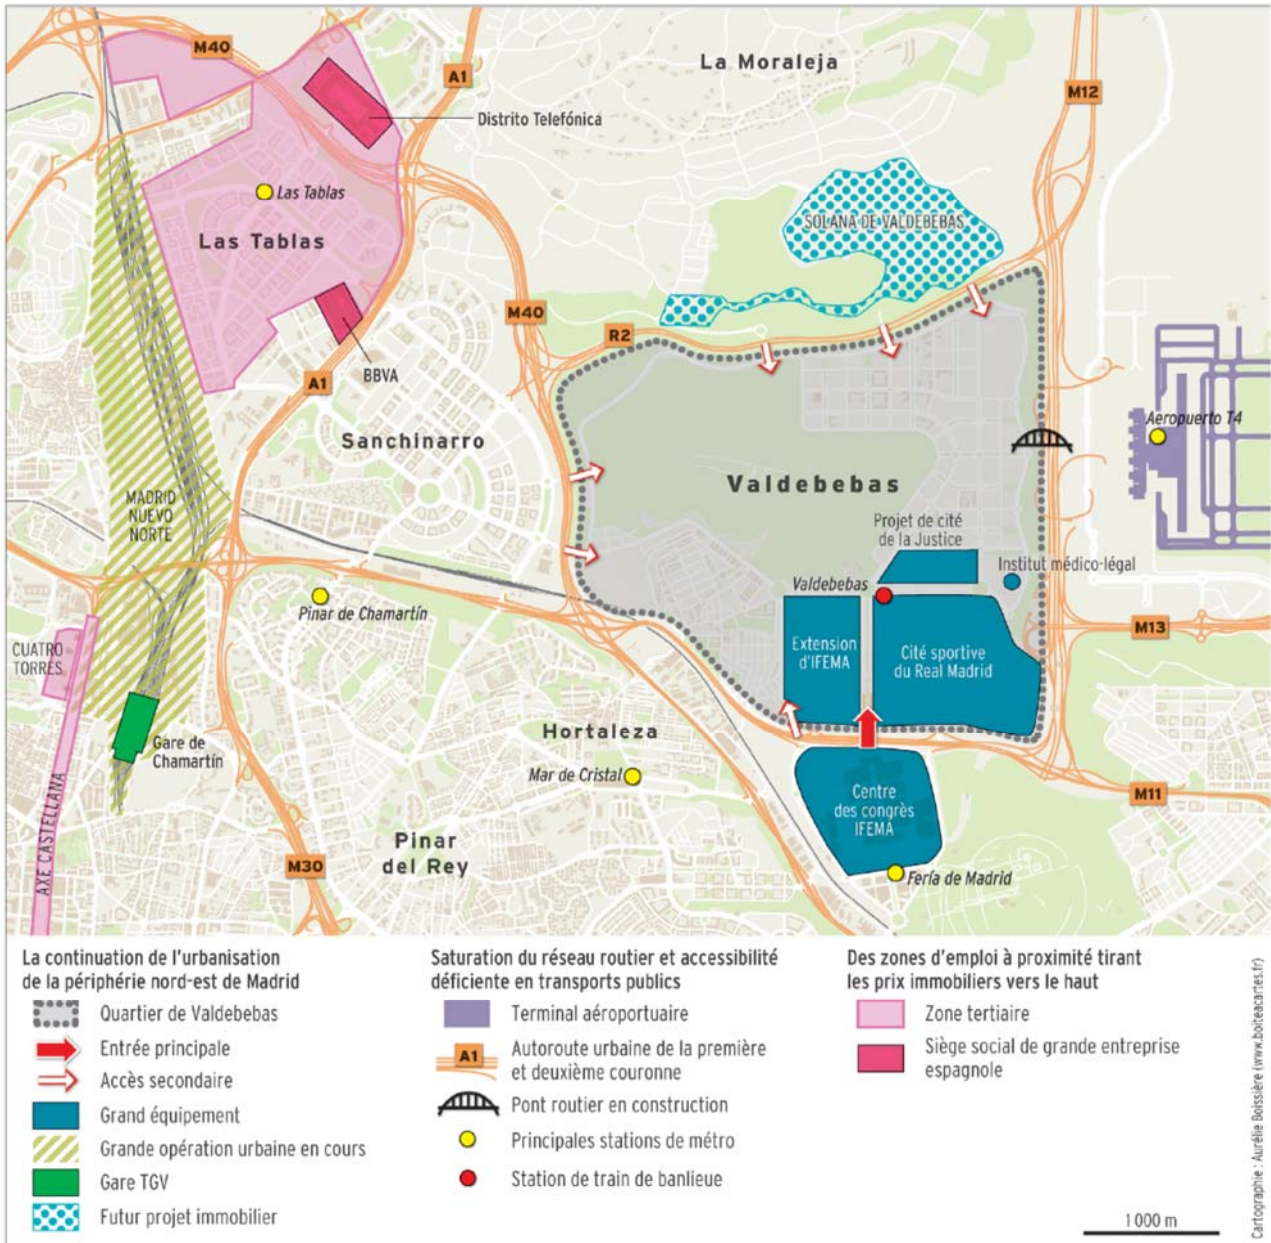 M40
La Moraleja
A1
M12
Distrito Telefónica
Las Tablas
SOLANA DE VALDEBEBAS
Las Tablas
M40
R2
BBVA
A1
Aeropuerto T4
Sanchinarro
Valdebebas
MADRID
NUEVO
NORTE
Projet de cité
de la Justice
Institut médico-légal
Valdebebas
Pinar de Chamartín
M13
CUATRO
TORRES
Extension
d'IFEMA
Cité sportive
du Real Madrid
Hortaleza
Gare de
Chamartín
Mar de Cristal
Centre
des congrès
IFEMA
M11
AXE CASTELLANA
Pinar
del Rey
M30
Fería de Madrid
La continuation de l'urbanisation
de la périphérie nord-est de Madrid
Quartier de Valdebebas
Entrée principale
Accès secondaire
Grand équipement
Grande opération urbaine en cours
Gare TGV
Futur projet immobilier
Saturation du réseau routier et accessibilité
déficiente en transports publics
Terminal aéroportuaire
A1
Autoroute urbaine de la première
et deuxième couronne
Pont routier en construction
Principales stations de métro
Station de train de banlieue
Des zones d'emploi à proximité tirant
les prix immobiliers vers le haut
Zone tertiaire
Siège social de grande entreprise
espagnole
1 000 m
Cartographie : Aurélie Boissière (www.boiteacartes.fr)